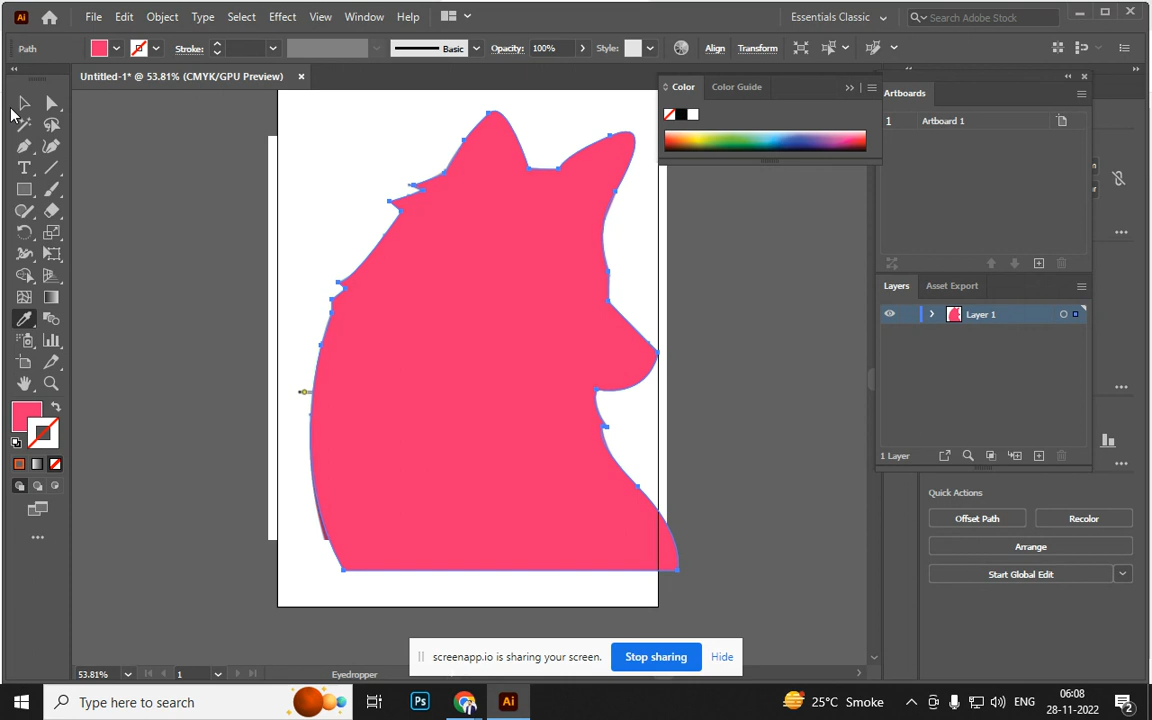 Ai File Edit Object Type Select Effect View Window Help Essentials Classic Search Adobe Stock
Path Stroke: Basic Opacity: 100% Style: Align Transform
Untitled-1* @ 53.81% (CMYK/GPU Preview) ×
Color Color Guide
Artboards
1 Artboard 1
Layers Asset Export
Layer 1
1 Layer
Quick Actions
Offset Path Recolor
Arrange
Start Global Edit
screenapp.io is sharing your screen. Stop sharing Hide
53.81% 1 Eyedropper
Type here to search Ps Ai 25°C Smoke ENG
06:08
28-11-2022
2